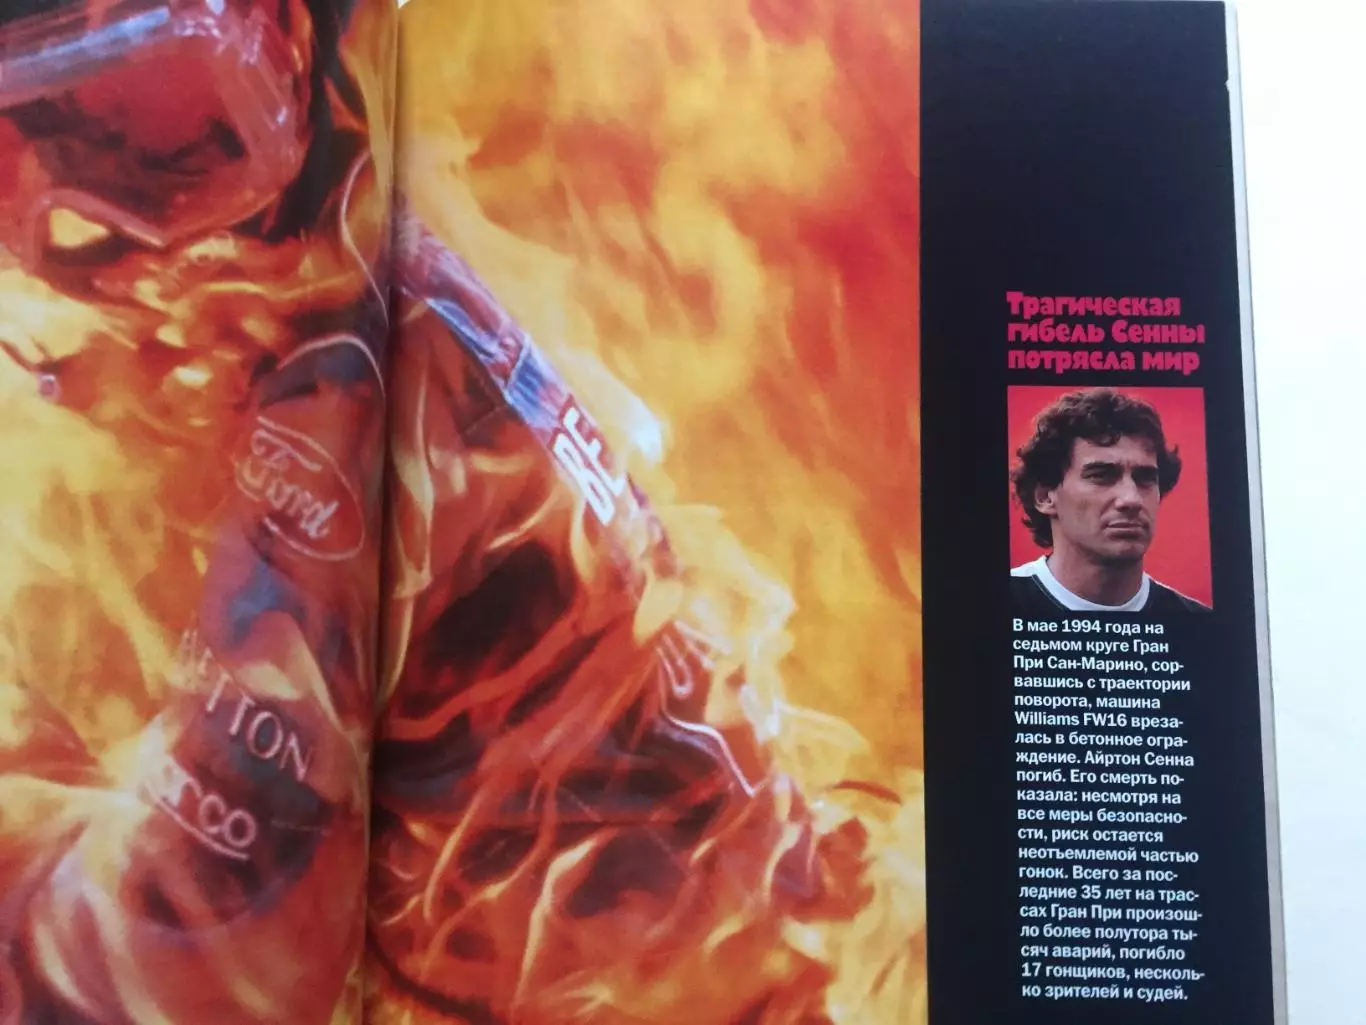 Ford
ETTON
arco
BE
Трагическая
гибель Сенны
потрясла мир
В мае 1994 года на
седьмом круге Гран
При Сан-Марино, сор-
вавшись с траектории
поворота, машина
Williams FW16 вреза-
лась в бетонное огра-
ждение. Айртон Сенна
погиб. Его смерть по-
казала: несмотря на
все меры безопасно-
сти, риск остается
неотъемлемой частью
гонок. Всего за пос-
ледние 35 лет на трас-
сах Гран При произош-
ло более полутора ты-
сяч аварий, погибло
17 гонщиков, несколь-
ко зрителей и судей.